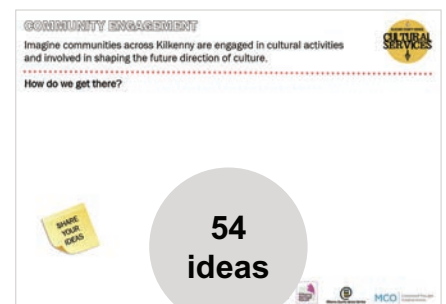 COMMUNITY ENGAGEMENT
Imagine communities across Kilkenny are engaged in cultural activities
and involved in shaping the future direction of culture.
CULTURAL
SERVICES
How do we get there?
SHARE
YOUR
IDEAS
54
ideas
MCO